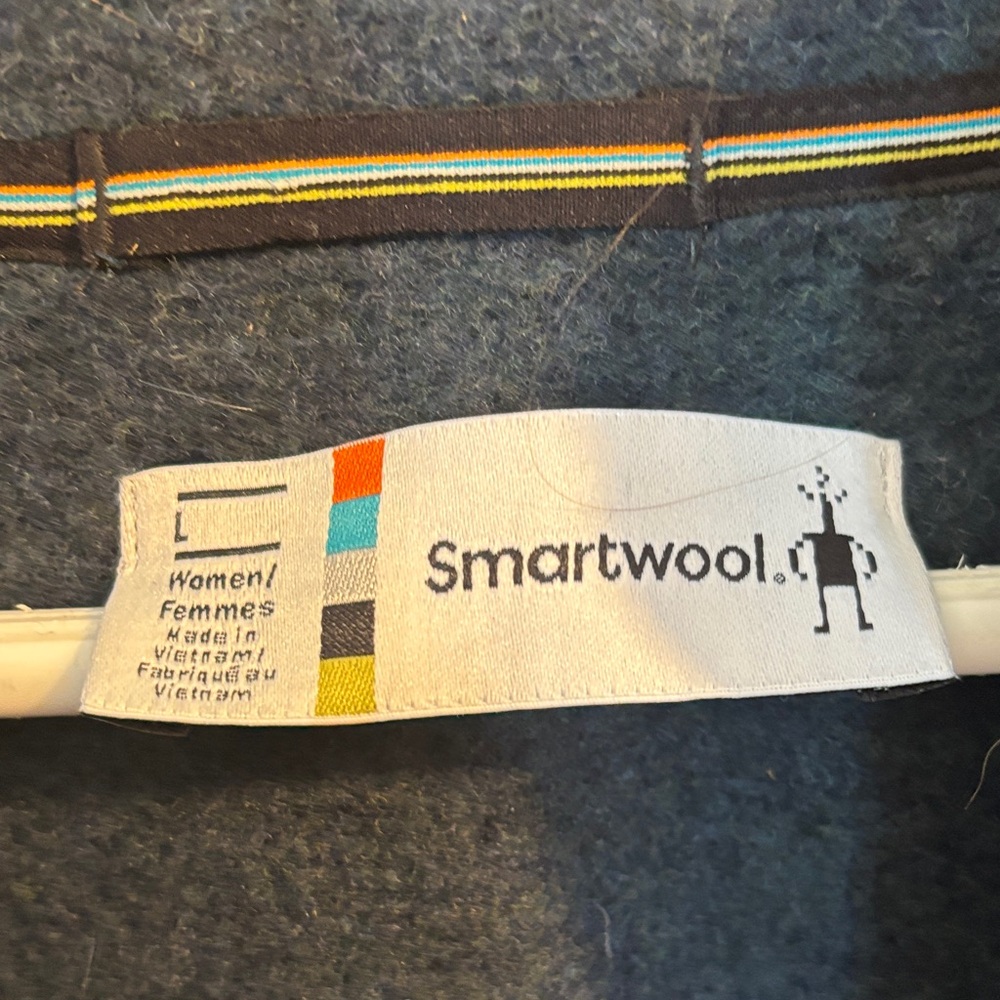 L
Women/
Femmes
Made in
Vietnam/
Fabriqué au
Vietnam
Smartwool®